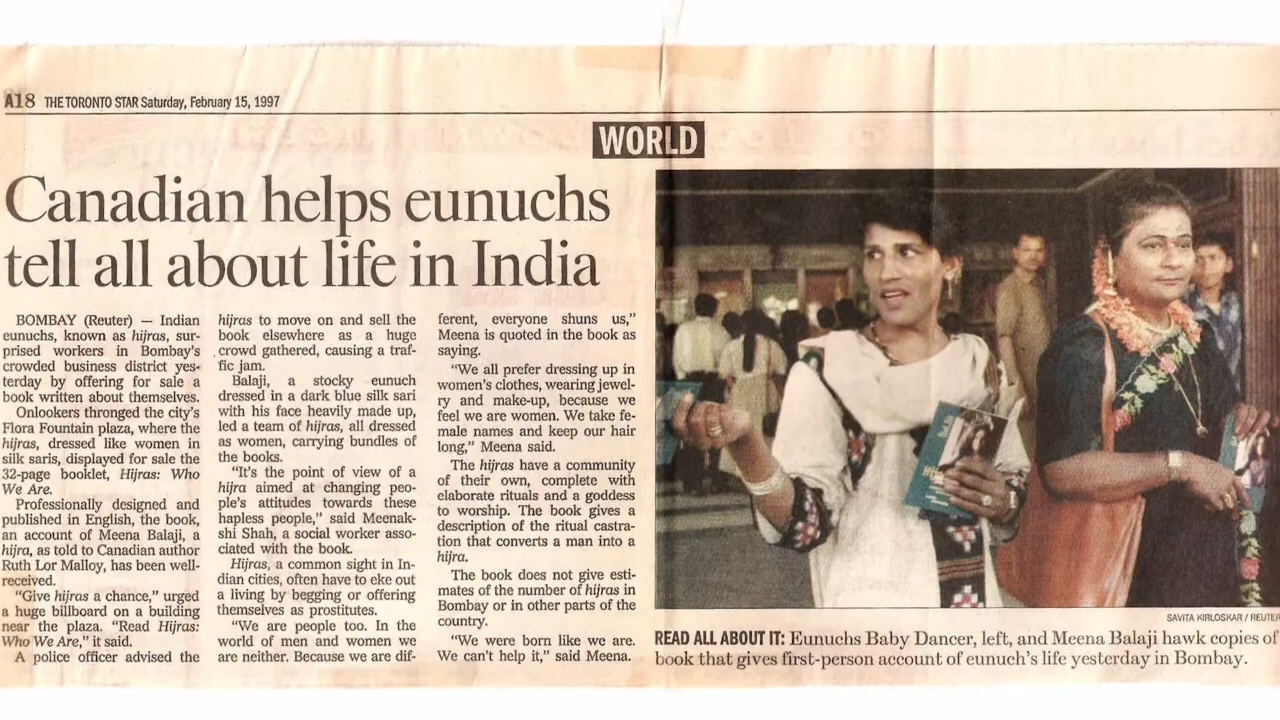 A18 THE TORONTO STAR Saturday, February 15, 1997
WORLD
Canadian helps eunuchs
tell all about life in India
BOMBAY (Reuter) — Indian
eunuchs, known as hijras, sur-
prised workers in Bombay's
crowded business district yes-
terday by offering for sale a
book written about themselves.
Onlookers thronged the city's
Flora Fountain plaza, where the
hijras, dressed like women in
silk saris, displayed for sale the
32-page booklet, Hijras: Who
We Are.
Professionally designed and
published in English, the book,
an account of Meena Balaji, a
hijra, as told to Canadian author
Ruth Lor Malloy, has been well-
received.
"Give hijras a chance," urged
a huge billboard on a building
near the plaza. "Read Hijras:
Who We Are," it said.
A police officer advised the
hijras to move on and sell the
book elsewhere as a huge
crowd gathered, causing a traf-
fic jam.
Balaji, a stocky eunuch
dressed in a dark blue silk sari
with his face heavily made up,
led a team of hijras, all dressed
as women, carrying bundles of
the books.
"It's the point of view of a
hijra aimed at changing peo-
ple's attitudes towards these
hapless people," said Meenak-
shi Shah, a social worker asso-
ciated with the book.
Hijras, a common sight in In-
dian cities, often have to eke out
a living by begging or offering
themselves as prostitutes.
"We are people too. In the
world of men and women we
are neither. Because we are dif-
ferent, everyone shuns us,"
Meena is quoted in the book as
saying.
"We all prefer dressing up in
women's clothes, wearing jewel-
ry and make-up, because we
feel we are women. We take fe-
male names and keep our hair
long," Meena said.
The hijras have a community
of their own, complete with
elaborate rituals and a goddess
to worship. The book gives a
description of the ritual castra-
tion that converts a man into a
hijra.
The book does not give esti-
mates of the number of hijras in
Bombay or in other parts of the
country.
"We were born like we are.
We can't help it," said Meena.
SAVITA KIRLOSKAR / REUTER
READ ALL ABOUT IT: Eunuchs Baby Dancer, left, and Meena Balaji hawk copies of
book that gives first-person account of eunuch's life yesterday in Bombay.